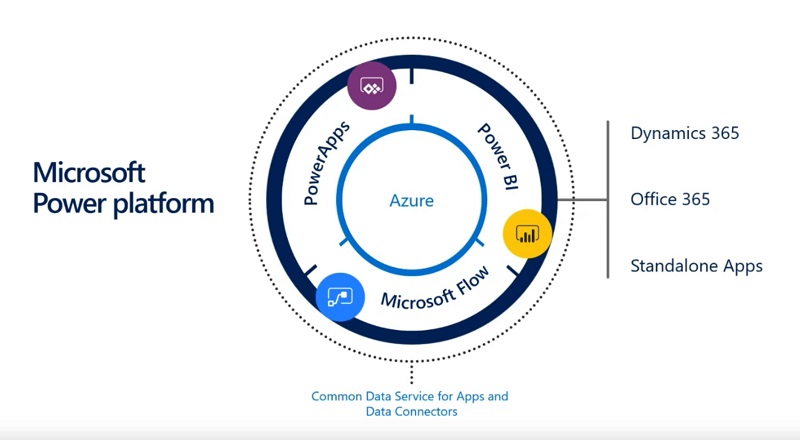 Microsoft
Power platform
PowerApps
Power BI
Azure
Microsoft Flow
Dynamics 365
Office 365
Standalone Apps
Common Data Service for Apps and
Data Connectors